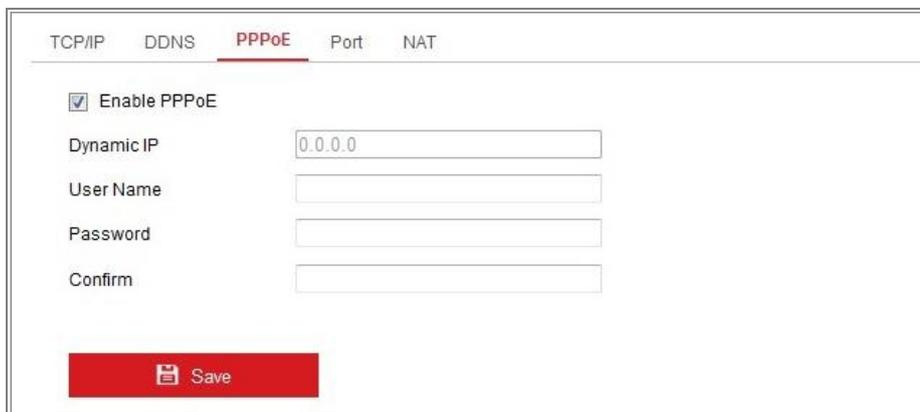 TCP/IP DDNS PPPoE Port NAT
Enable PPPoE
Dynamic IP 0.0.0.0
User Name
Password
Confirm
Save